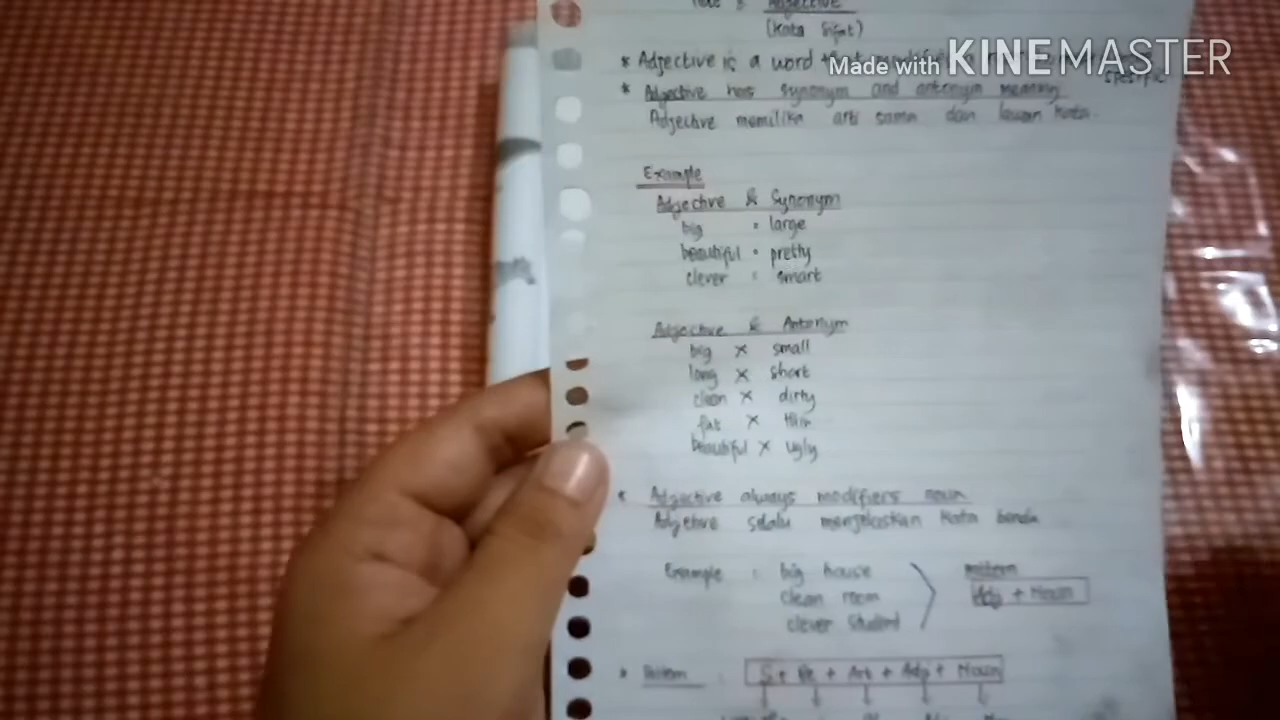 Adjective
(Kata Sifat)
* Adjective is a word
Made with KINEMASTER
* Adjective has synonym and antonym meaning
Adjective memilike arti sama dan lawan kata.
Example
Adjective & Synonym
big = large
beautiful = pretty
clever = smart
Adjective & Antonym
big × small
long × short
clean × dirty
fat × thin
beautiful × ugly
* Adjective always modifiers noun
Adjetive selalu menjelaskan kata benda
Example : big house
clean room
clever student
pattern
Adj + Noun
* Pattern : S + Be + Art + Adj + Noun